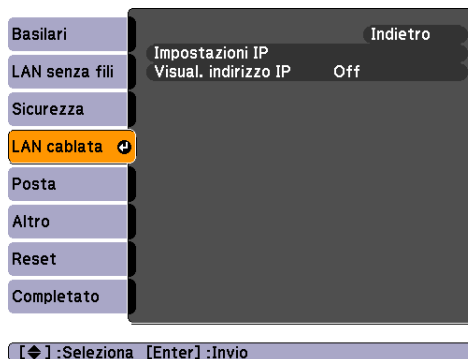 Basilari
LAN senza fili
Sicurezza
LAN cablata
Posta
Altro
Reset
Completato
Indietro
Impostazioni IP
Visual. indirizzo IP Off
[◆] :Seleziona [Enter] :Invio